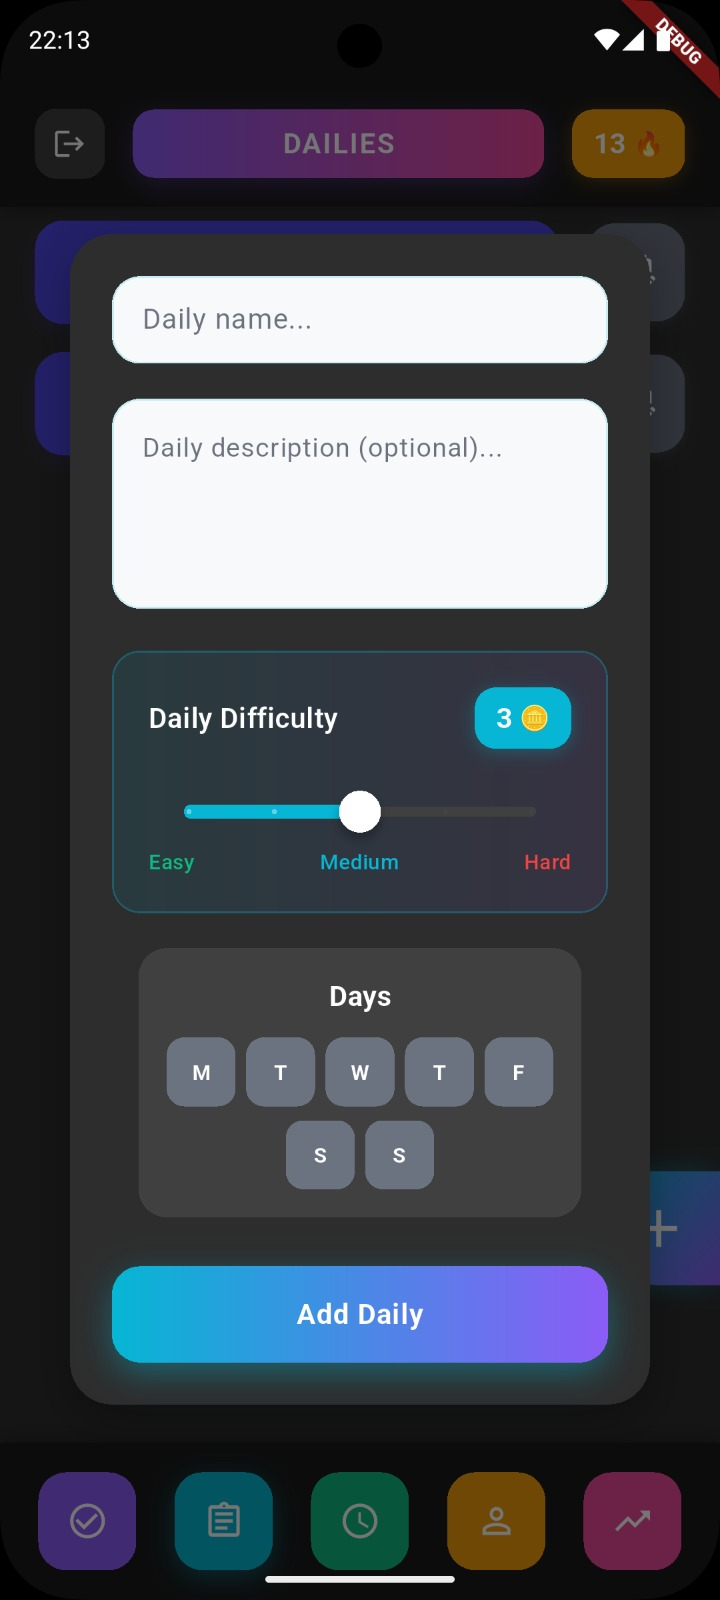 22:13
DEBUG
DAILIES
13 🔥
Daily name...
Daily description (optional)...
Daily Difficulty
3 🪙
Easy Medium Hard
Days
M T W T F
S S
Add Daily